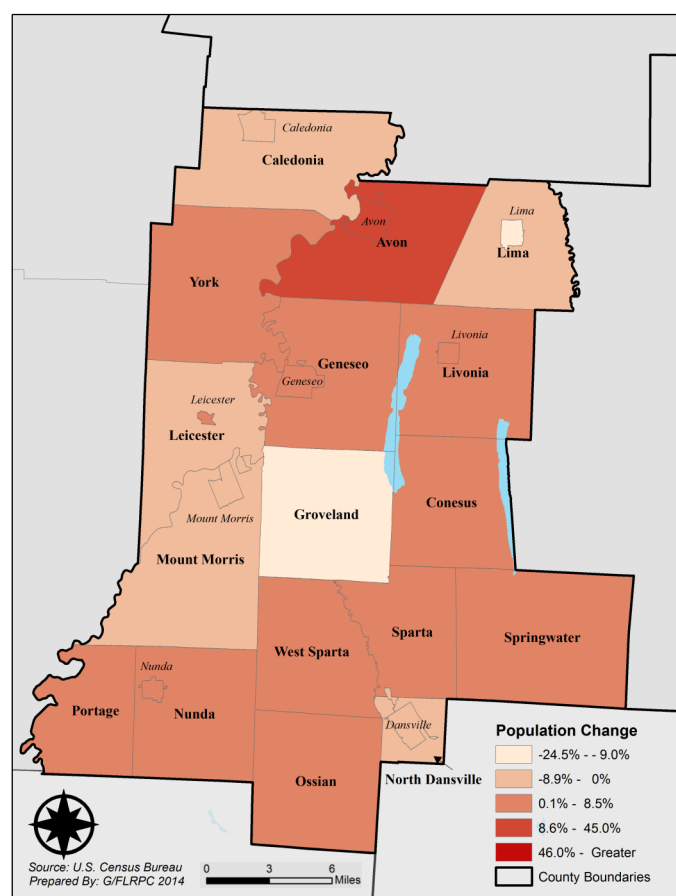 Caledonia
Caledonia
Avon
Avon
Lima
Lima
York
Geneseo
Geneseo
Livonia
Livonia
Leicester
Leicester
Groveland
Conesus
Mount Morris
Mount Morris
Sparta
Springwater
West Sparta
Nunda
Portage
Nunda
Dansville
North Dansville
Ossian
Population Change
-24.5% - - 9.0%
-8.9% - 0%
0.1% - 8.5%
8.6% - 45.0%
46.0% - Greater
County Boundaries
Source: U.S. Census Bureau
Prepared By: G/FLRPC 2014
0 3 6
Miles